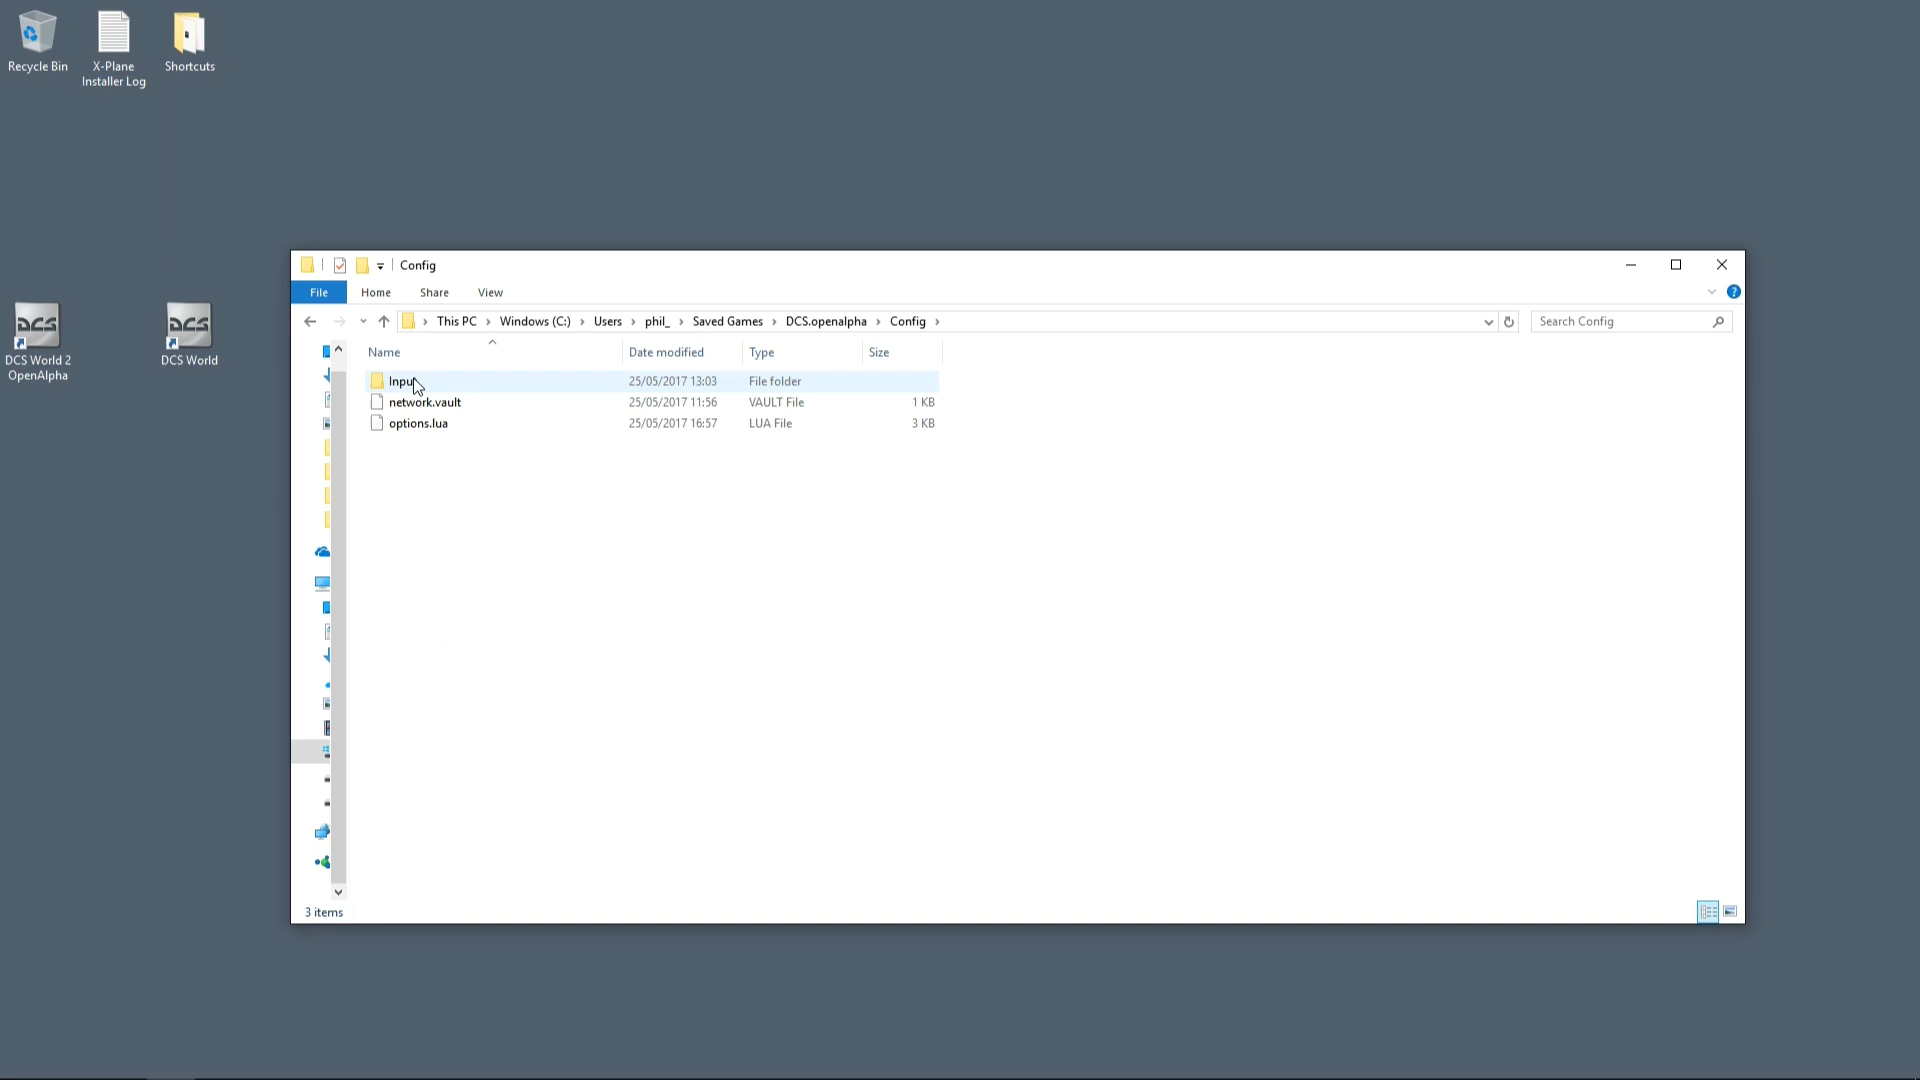 Recycle Bin
X-Plane
Installer Log
Shortcuts
DCS
DCS World 2
OpenAlpha
DCS
DCS World
Config
File Home Share View
This PC › Windows (C:) › Users › phil_ › Saved Games › DCS.openalpha › Config ›
Search Config
Name Date modified Type Size
Input 25/05/2017 13:03 File folder
network.vault 25/05/2017 11:56 VAULT File 1 KB
options.lua 25/05/2017 16:57 LUA File 3 KB
3 items